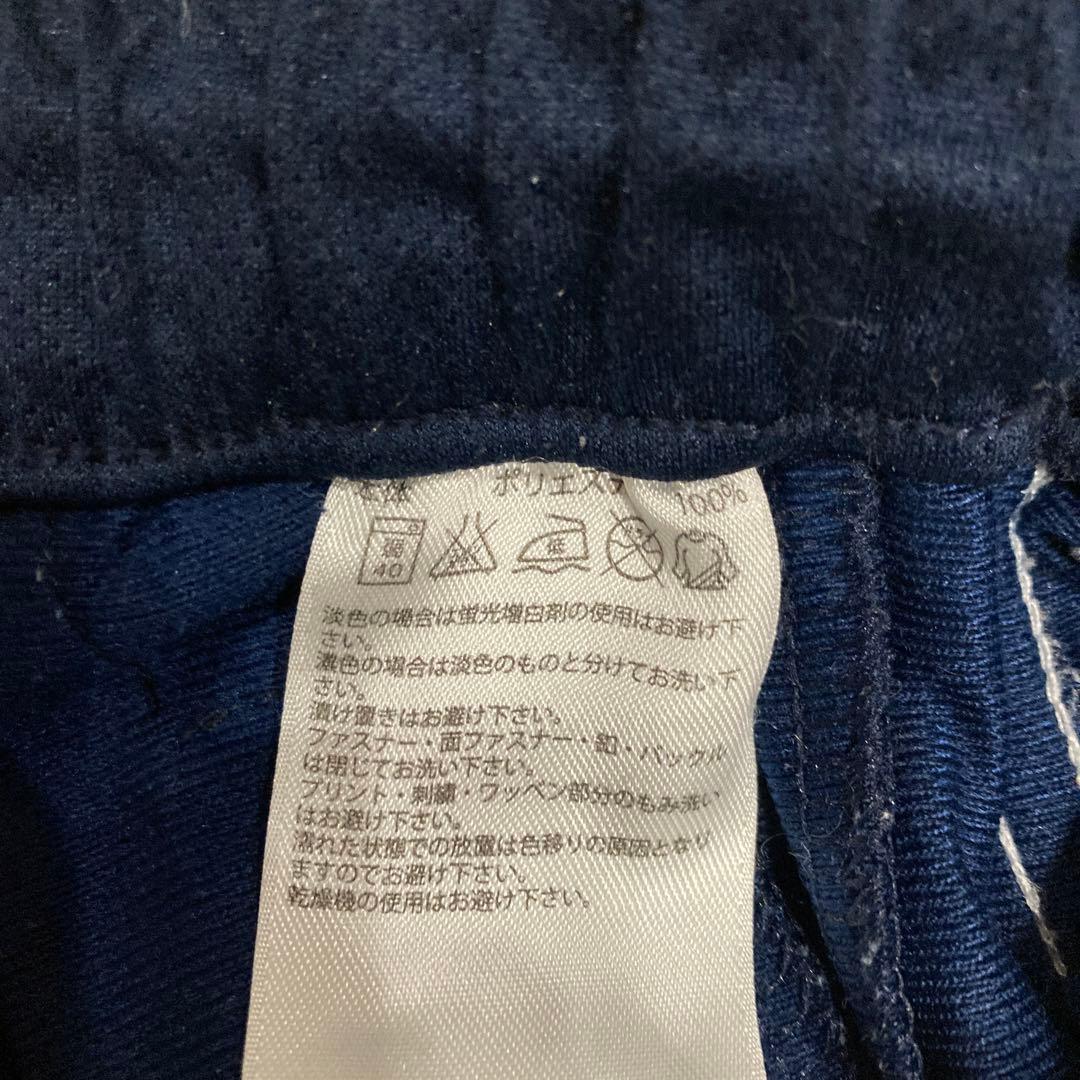 ポリエステ 100%
弱 40 低
淡色の場合は蛍光増白剤の使用はお避け下
さい。
濃色の場合は淡色のものと分けてお洗い下
さい。
漬け置きはお避け下さい。
ファスナー・面ファスナー・釦・バックル
は閉じてお洗い下さい。
プリント・刺繍・ワッペン部分のもみ洗い
はお避け下さい。
濡れた状態での放置は色移りの原因となり
ますのでお避け下さい。
乾燥機の使用はお避け下さい。